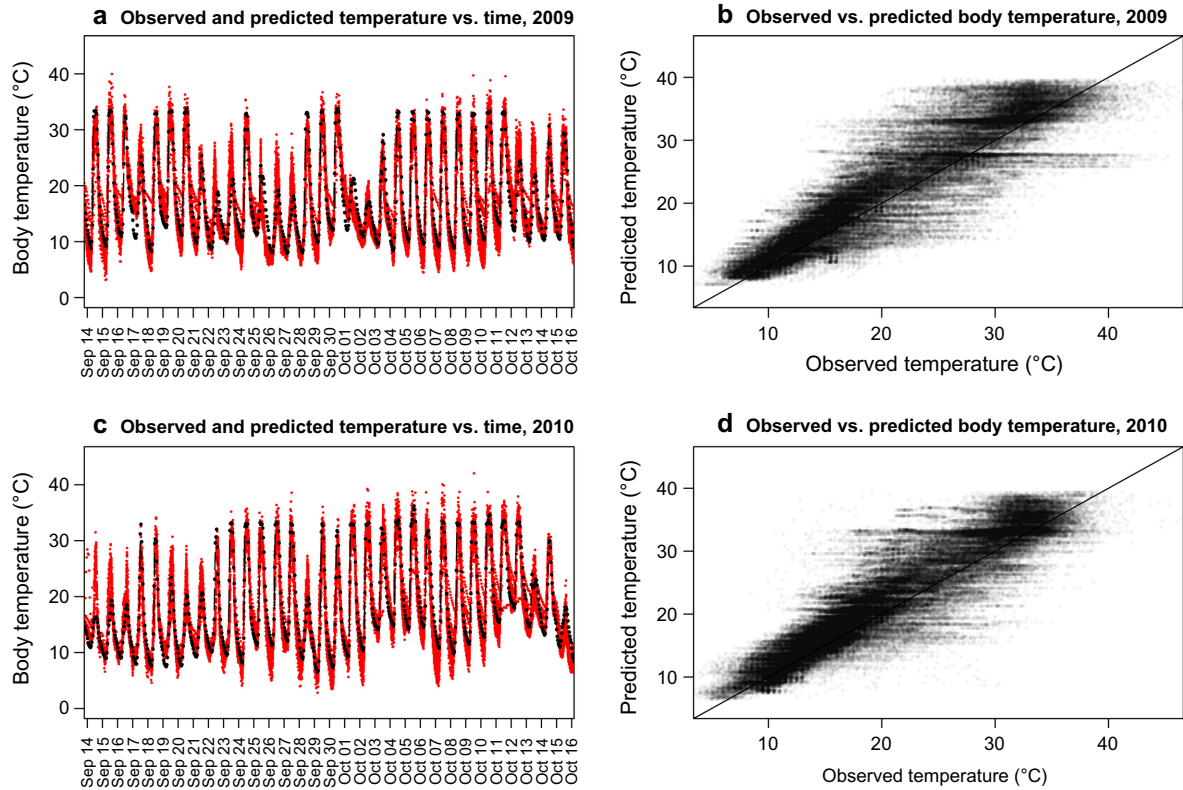 a Observed and predicted temperature vs. time, 2009
Body temperature (°C)
40
30
20
10
0
Sep 14
Sep 15
Sep 16
Sep 17
Sep 18
Sep 19
Sep 20
Sep 21
Sep 22
Sep 23
Sep 24
Sep 25
Sep 26
Sep 27
Sep 28
Sep 29
Sep 30
Oct 01
Oct 02
Oct 03
Oct 04
Oct 05
Oct 06
Oct 07
Oct 08
Oct 09
Oct 10
Oct 11
Oct 12
Oct 13
Oct 14
Oct 15
Oct 16
b Observed vs. predicted body temperature, 2009
Predicted temperature (°C)
40
30
20
10
10 20 30 40
Observed temperature (°C)
c Observed and predicted temperature vs. time, 2010
Body temperature (°C)
40
30
20
10
0
Sep 14
Sep 15
Sep 16
Sep 17
Sep 18
Sep 19
Sep 20
Sep 21
Sep 22
Sep 23
Sep 24
Sep 25
Sep 26
Sep 27
Sep 28
Sep 29
Sep 30
Oct 01
Oct 02
Oct 03
Oct 04
Oct 05
Oct 06
Oct 07
Oct 08
Oct 09
Oct 10
Oct 11
Oct 12
Oct 13
Oct 14
Oct 15
Oct 16
d Observed vs. predicted body temperature, 2010
Predicted temperature (°C)
40
30
20
10
10 20 30 40
Observed temperature (°C)